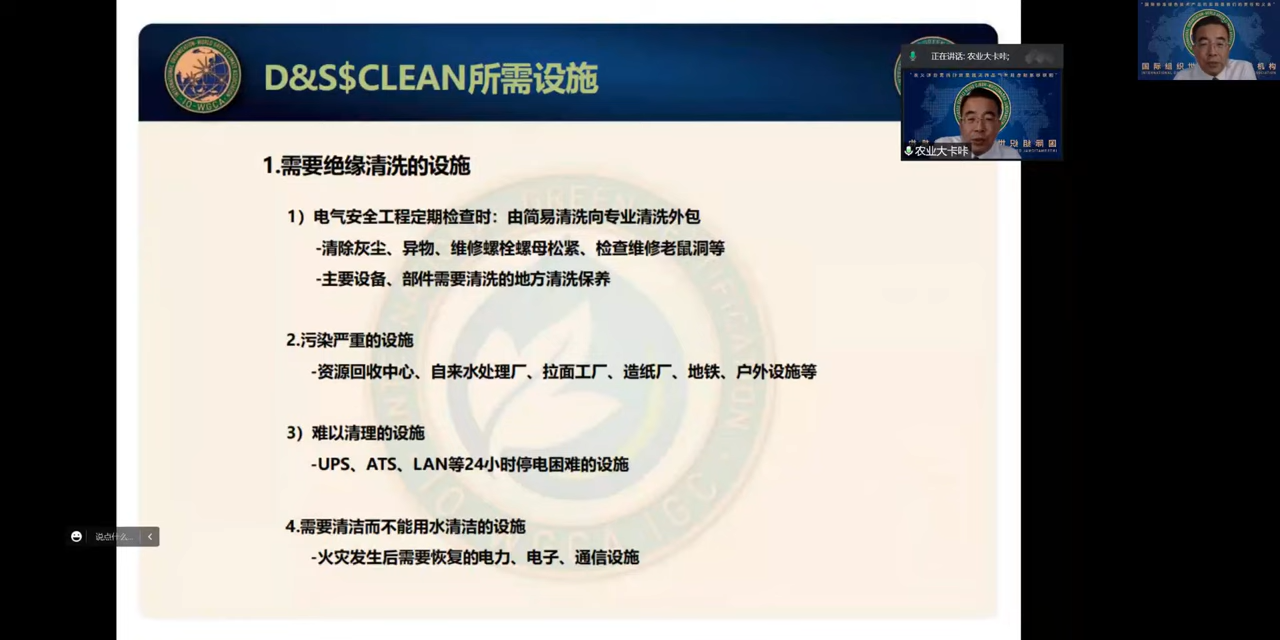 D&S$CLEAN所需设施
正在讲话: 农业大卡咔;
农业大卡咔
1.需要绝缘清洗的设施
1）电气安全工程定期检查时：由简易清洗向专业清洗外包
-清除灰尘、异物、维修螺栓螺母松紧、检查维修老鼠洞等
-主要设备、部件需要清洗的地方清洗保养
2.污染严重的设施
-资源回收中心、自来水处理厂、拉面工厂、造纸厂、地铁、户外设施等
3）难以清理的设施
-UPS、ATS、LAN等24小时停电困难的设施
4.需要清洁而不能用水清洁的设施
-火灾发生后需要恢复的电力、电子、通信设施
说点什么...
国际组织世
机构